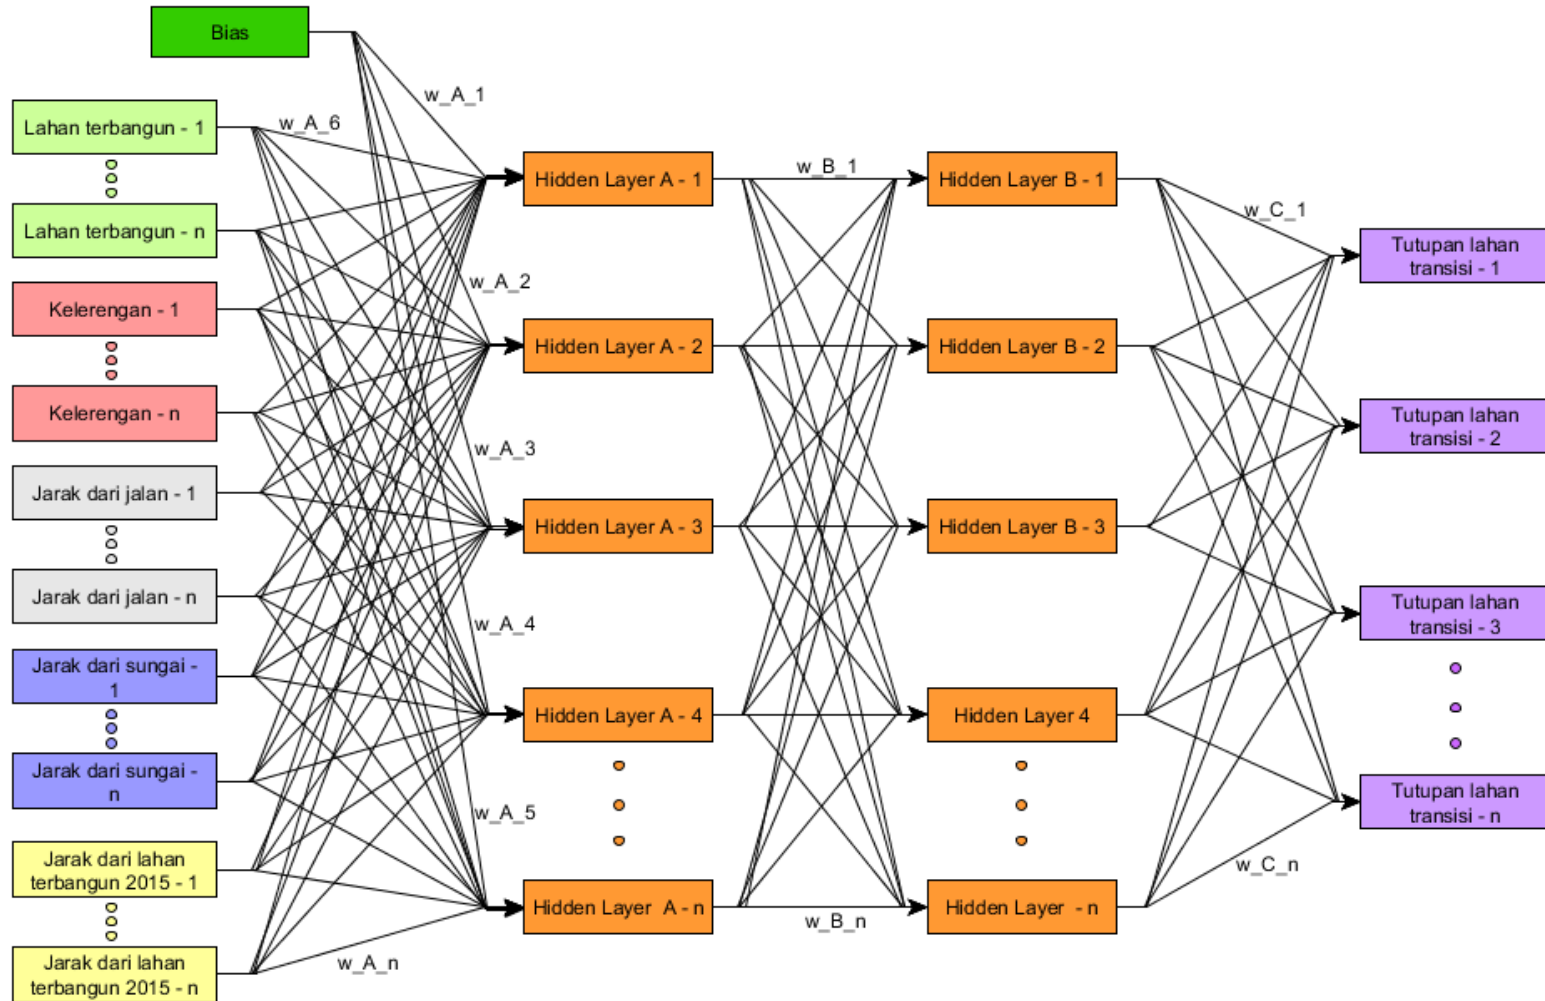 Bias
w_A_1
Lahan terbangun - 1
w_A_6
Lahan terbangun - n
Kelerengan - 1
Kelerengan - n
Jarak dari jalan - 1
Jarak dari jalan - n
Jarak dari sungai -
1
Jarak dari sungai -
n
Jarak dari lahan
terbangun 2015 - 1
Jarak dari lahan
terbangun 2015 - n
w_A_2
w_A_3
w_A_4
w_A_5
w_A_n
Hidden Layer A - 1
Hidden Layer A - 2
Hidden Layer A - 3
Hidden Layer A - 4
Hidden Layer  A - n
w_B_1
w_B_n
Hidden Layer B - 1
Hidden Layer B - 2
Hidden Layer B - 3
Hidden Layer 4
Hidden Layer  - n
w_C_1
w_C_n
Tutupan lahan
transisi - 1
Tutupan lahan
transisi - 2
Tutupan lahan
transisi - 3
Tutupan lahan
transisi - n